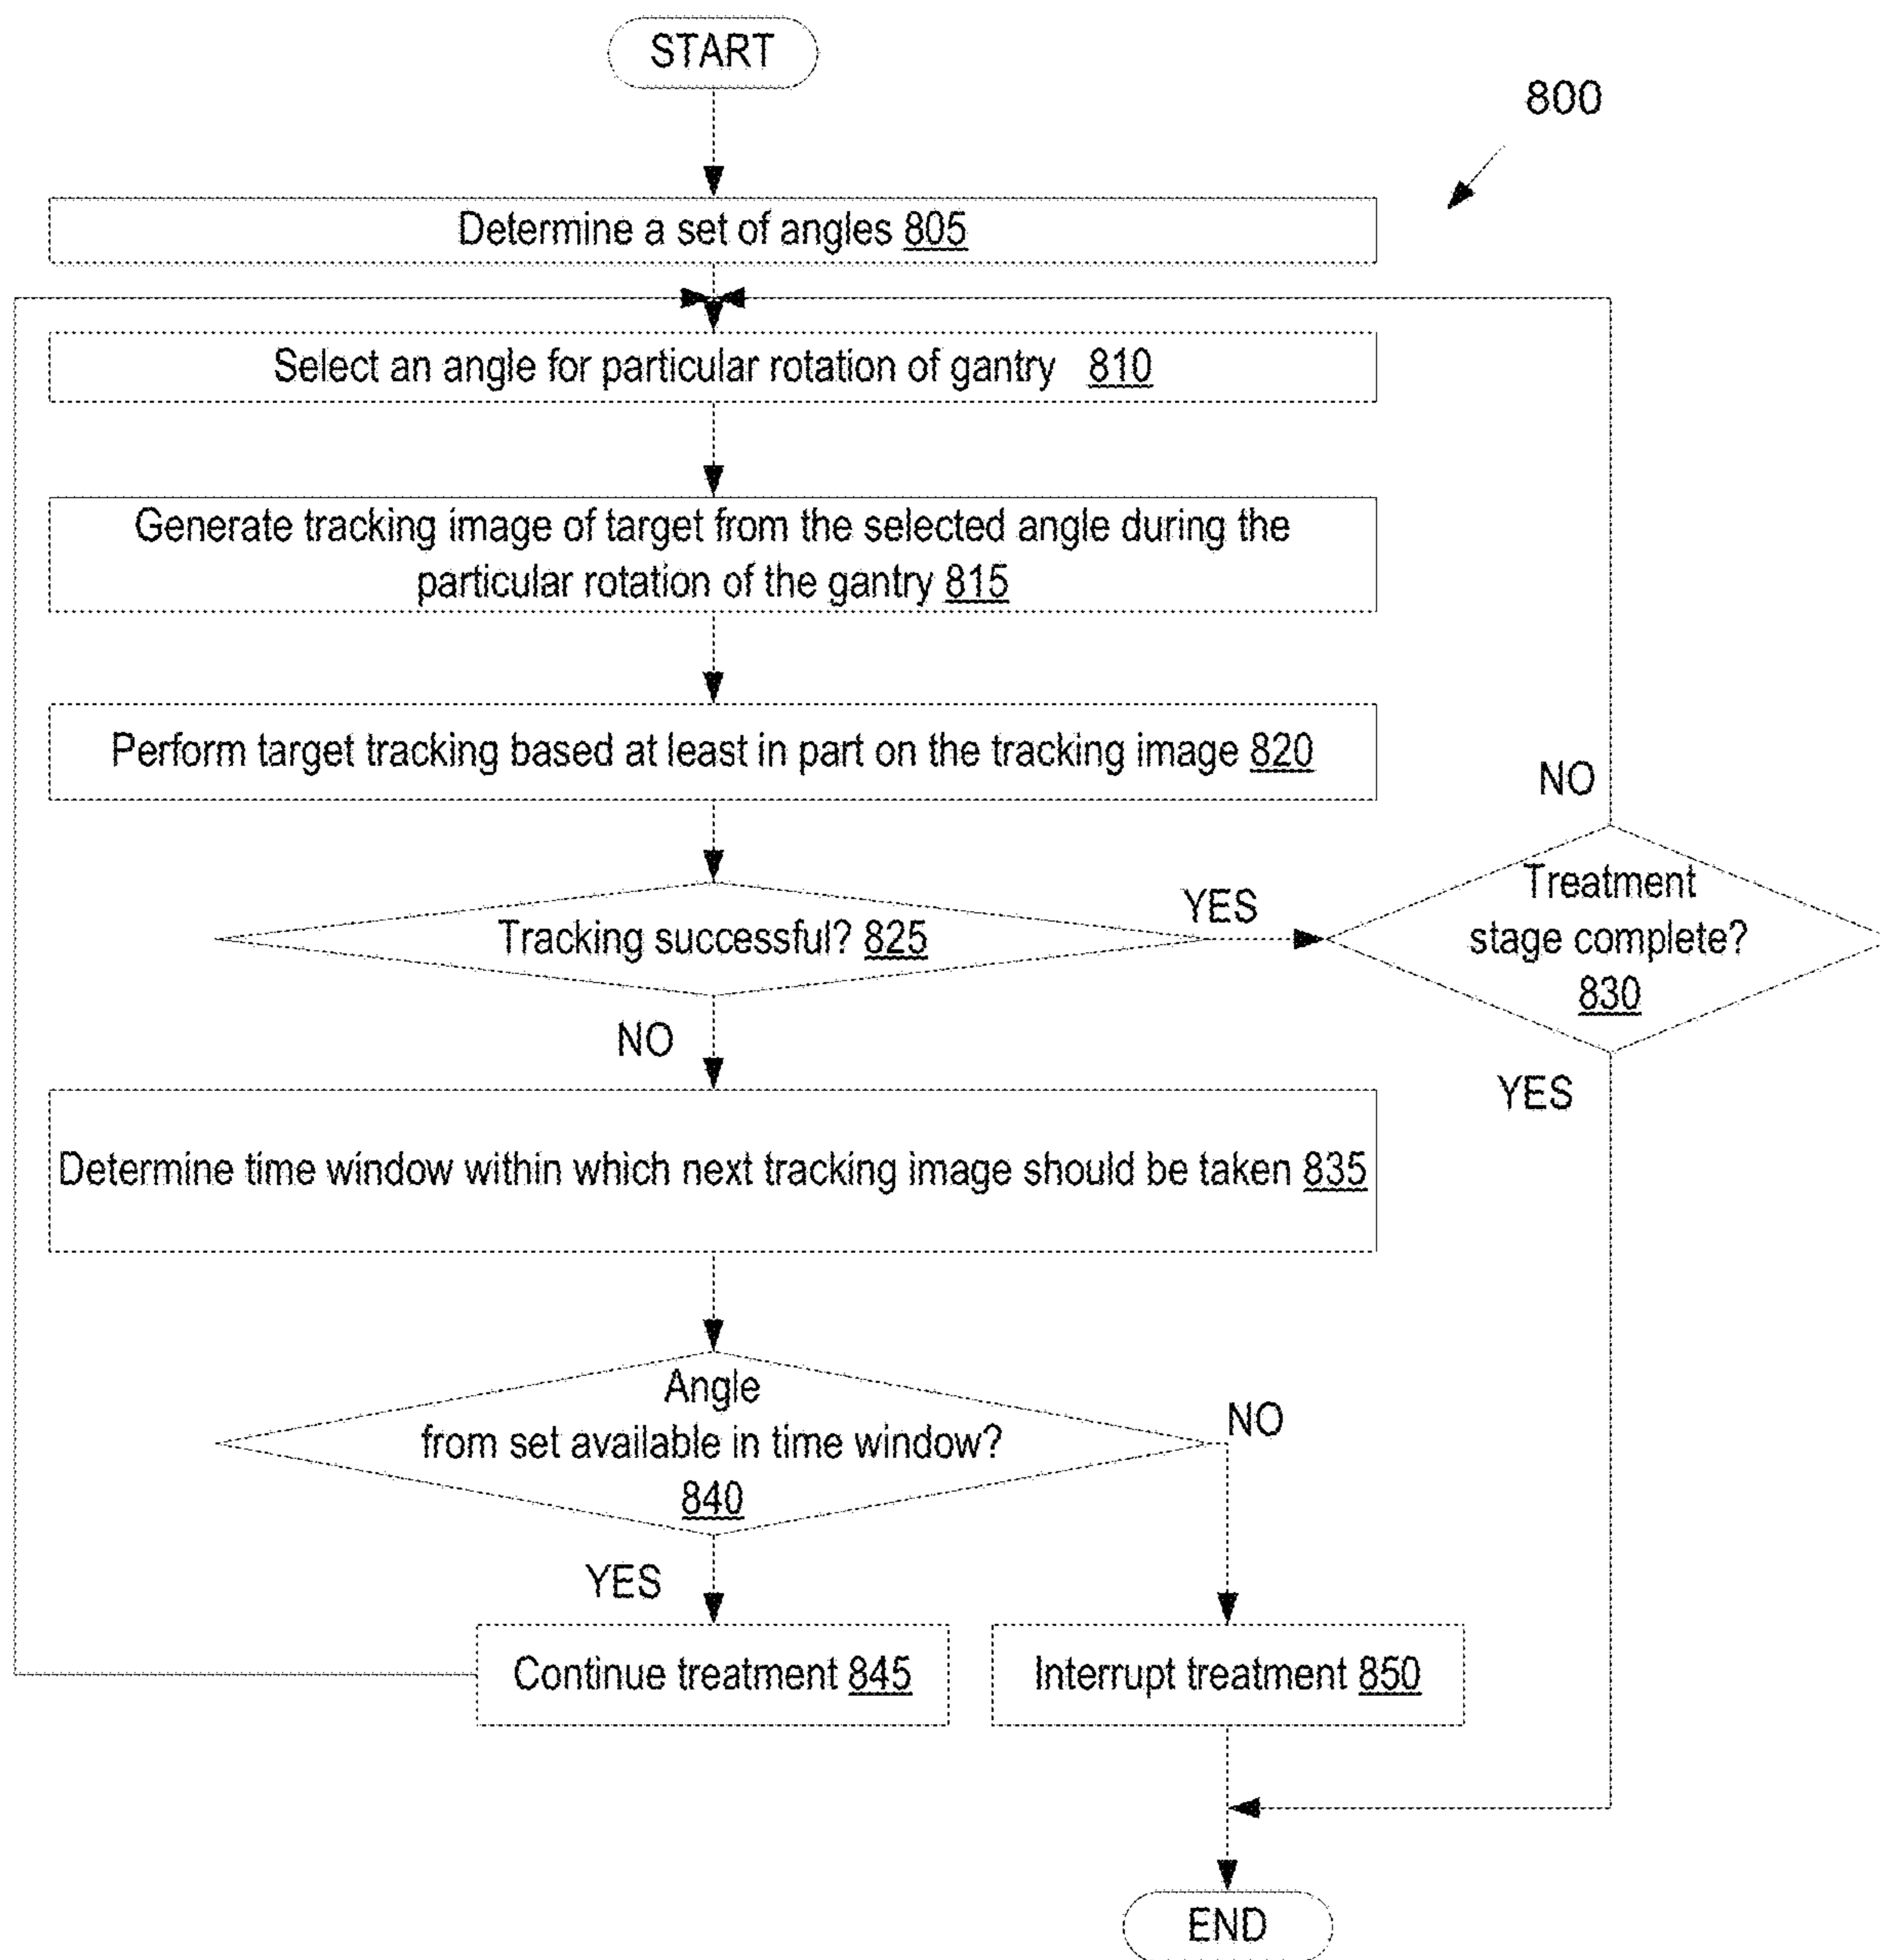 START
800
Determine a set of angles 805
Select an angle for particular rotation of gantry 810
Generate tracking image of target from the selected angle during the
particular rotation of the gantry 815
Perform target tracking based at least in part on the tracking image 820
NO
Tracking successful? 825
YES
Treatment
stage complete?
830
NO
YES
Determine time window within which next tracking image should be taken 835
Angle
from set available in time window?
840
NO
YES
Continue treatment 845
Interrupt treatment 850
END